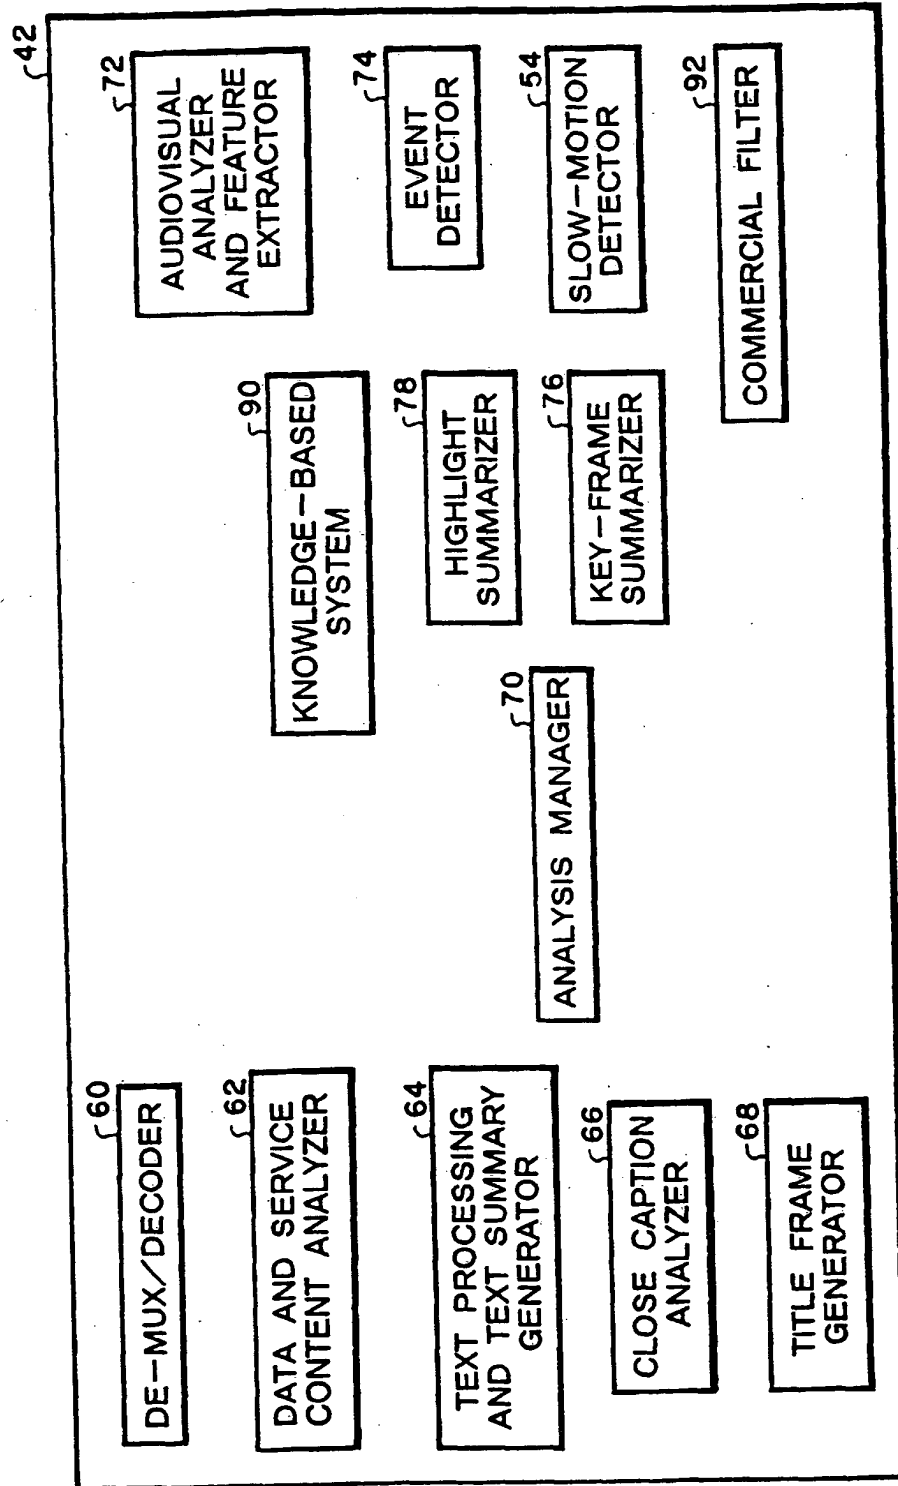 42
60
DE-MUX/DECODER
62
DATA AND SERVICE
CONTENT ANALYZER
64
TEXT PROCESSING
AND TEXT SUMMARY
GENERATOR
66
CLOSE CAPTION
ANALYZER
68
TITLE FRAME
GENERATOR
70
ANALYSIS MANAGER
90
KNOWLEDGE-BASED
SYSTEM
78
HIGHLIGHT
SUMMARIZER
76
KEY-FRAME
SUMMARIZER
72
AUDIOVISUAL
ANALYZER
AND FEATURE
EXTRACTOR
74
EVENT
DETECTOR
54
SLOW-MOTION
DETECTOR
92
COMMERCIAL FILTER